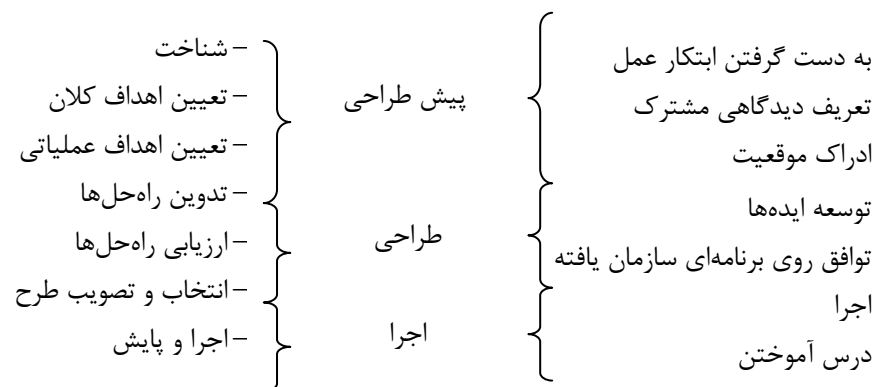 به دست گرفتن ابتکار عمل
تعریف دیدگاهی مشترک
ادراک موقعیت
توسعه ایده‌ها
توافق روی برنامه‌ای سازمان یافته
اجرا
درس آموختن
پیش طراحی
طراحی
اجرا
–شناخت
–تعیین اهداف کلان
–تعیین اهداف عملیاتی
–تدوین راه‌حل‌ها
–ارزیابی راه‌حل‌ها
–انتخاب و تصویب طرح
–اجرا و پایش